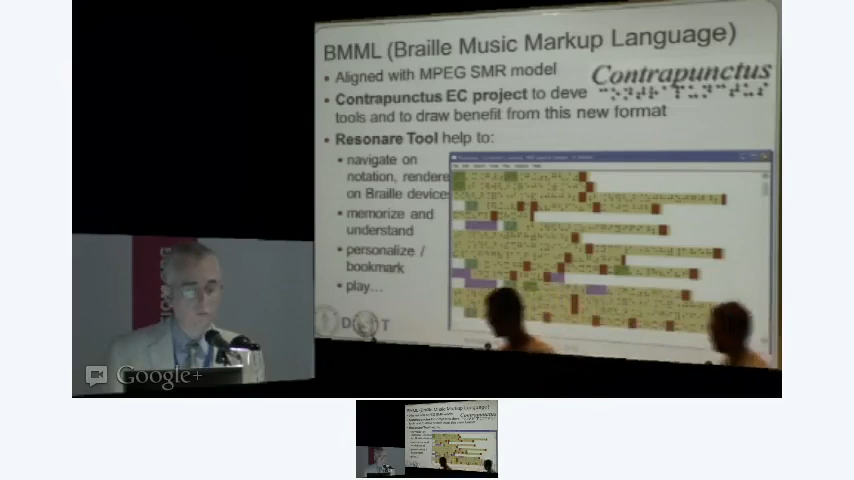 BMML (Braille Music Markup Language)
• Aligned with MPEG SMR model
Contrapunctus
• Contrapunctus EC project to deve
tools and to draw benefit from this new format
• Resonare Tool help to:
• navigate on
notation, rendere
on Braille devices
• memorize and
understand
• personalize /
bookmark
• play...
D T
Google+